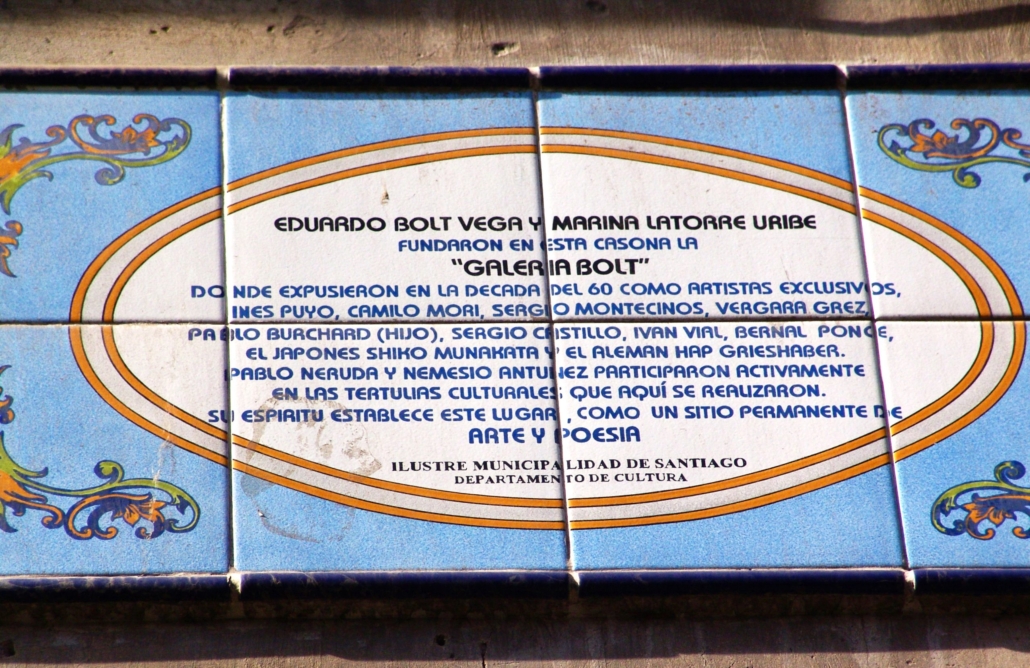 EDUARDO BOLT VEGA Y MARINA LATORRE URIBE
FUNDARON EN ESTA CASONA LA
"GALERIA BOLT"
DONDE EXPUSIERON EN LA DECADA DEL 60 COMO ARTISTAS EXCLUSIVOS,
INES PUYO, CAMILO MORI, SERGIO MONTECINOS, VERGARA GREZ,
PABLO BURCHARD (HIJO), SERGIO CASTILLO, IVAN VIAL, BERNAL PONCE,
EL JAPONES SHIKO MUNAKATA Y EL ALEMAN HAP GRIESHABER.
PABLO NERUDA Y NEMESIO ANTUNEZ PARTICIPARON ACTIVAMENTE
EN LAS TERTULIAS CULTURALES QUE AQUÍ SE REALIZARON.
SU ESPIRITU ESTABLECE ESTE LUGAR, COMO UN SITIO PERMANENTE DE
ARTE Y POESIA
ILUSTRE MUNICIPALIDAD DE SANTIAGO
DEPARTAMENTO DE CULTURA